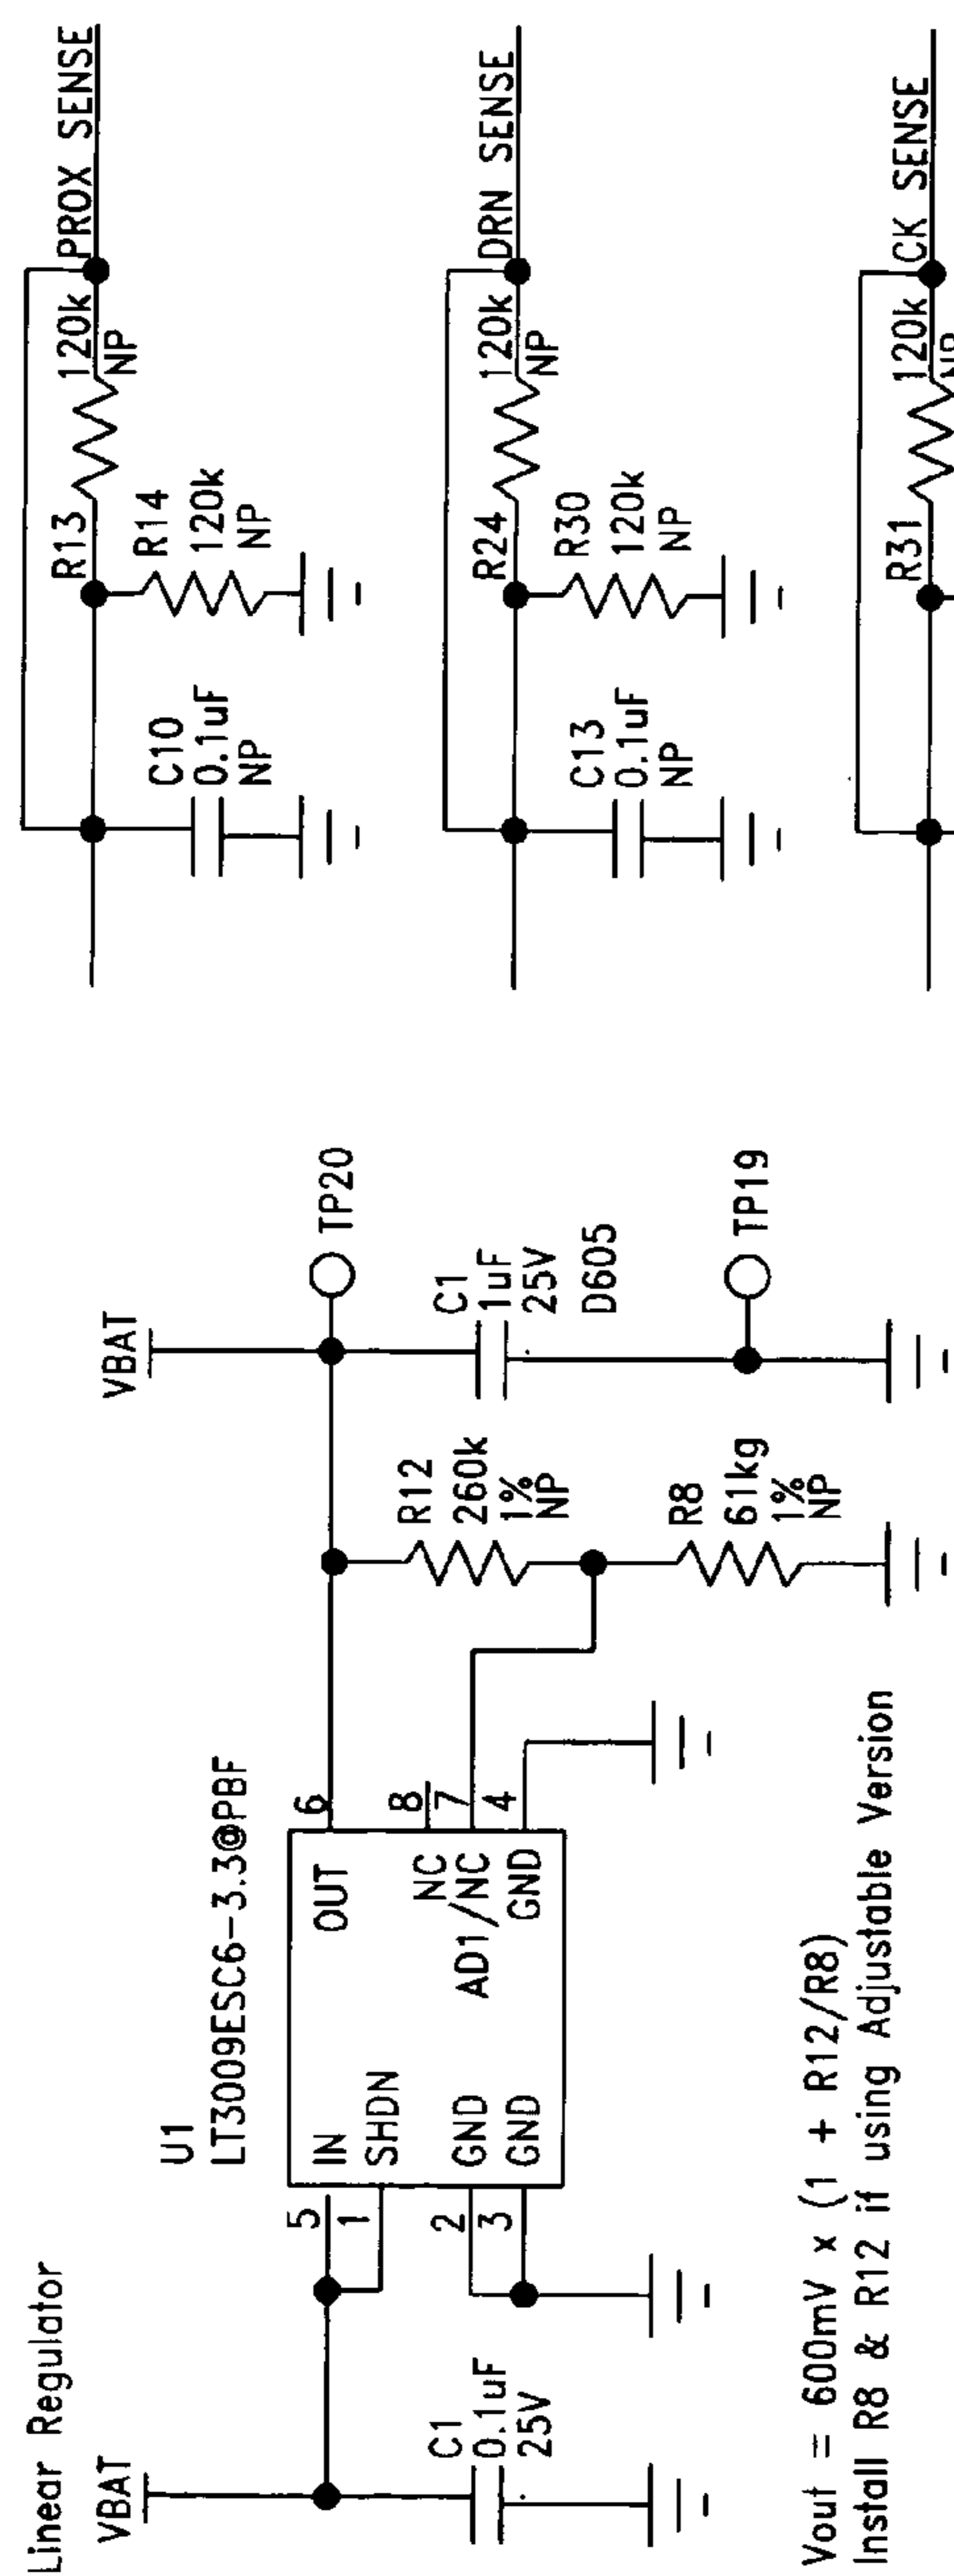 Linear Regulator
VBAT
C1
0.1uF
25V
U1
LT3009ESC6-3.3@PBF
5
1
2
3
IN
SHDN
GND
GND
OUT
NC
AD1/NC
GND
6
8
7
4
R12
260k
1%
NP
R8
61kg
1%
NP
VBAT
TP20
C1
1uF
25V
D605
TP19
Vout = 600mV x (1 + R12/R8)
Install R8 & R12 if using Adjustable Version
C10
0.1uF
NP
R13
R14
120k
NP
120k
NP
PROX SENSE
C13
0.1uF
NP
R24
R30
120k
NP
120k
NP
DRN SENSE
R31
120k
NP
CK SENSE